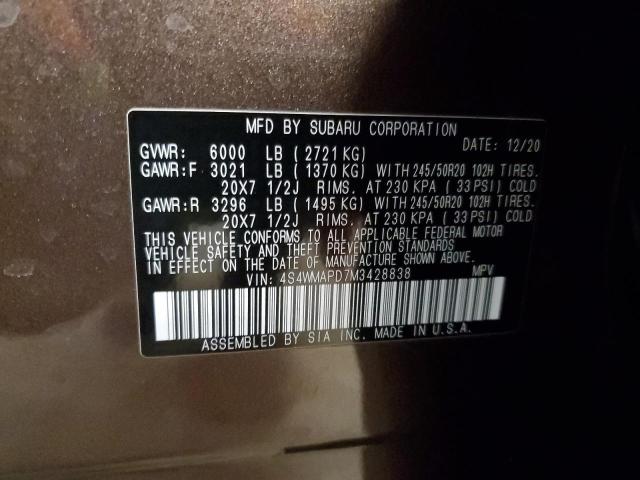 MFD BY SUBARU CORPORATION
DATE: 12/20
GVWR: 6000 LB ( 2721 KG)
GAWR:F 3021 LB ( 1370 KG) WITH 245/50R20 102H TIRES.
20X7 1/2J RIMS. AT 230 KPA ( 33 PSI) COLD
GAWR:R 3296 LB ( 1495 KG) WITH 245/50R20 102H TIRES.
20X7 1/2J RIMS. AT 230 KPA ( 33 PSI) COLD
THIS VEHICLE CONFORMS TO ALL APPLICABLE FEDERAL MOTOR
VEHICLE SAFETY AND THEFT PREVENTION STANDARDS
IN EFFECT ON THE DATE OF MANUFACTURE SHOWN ABOVE.
VIN: 4S4WMAPD7M3428838 MPV
ASSEMBLED BY SIA INC. MADE IN U.S.A.